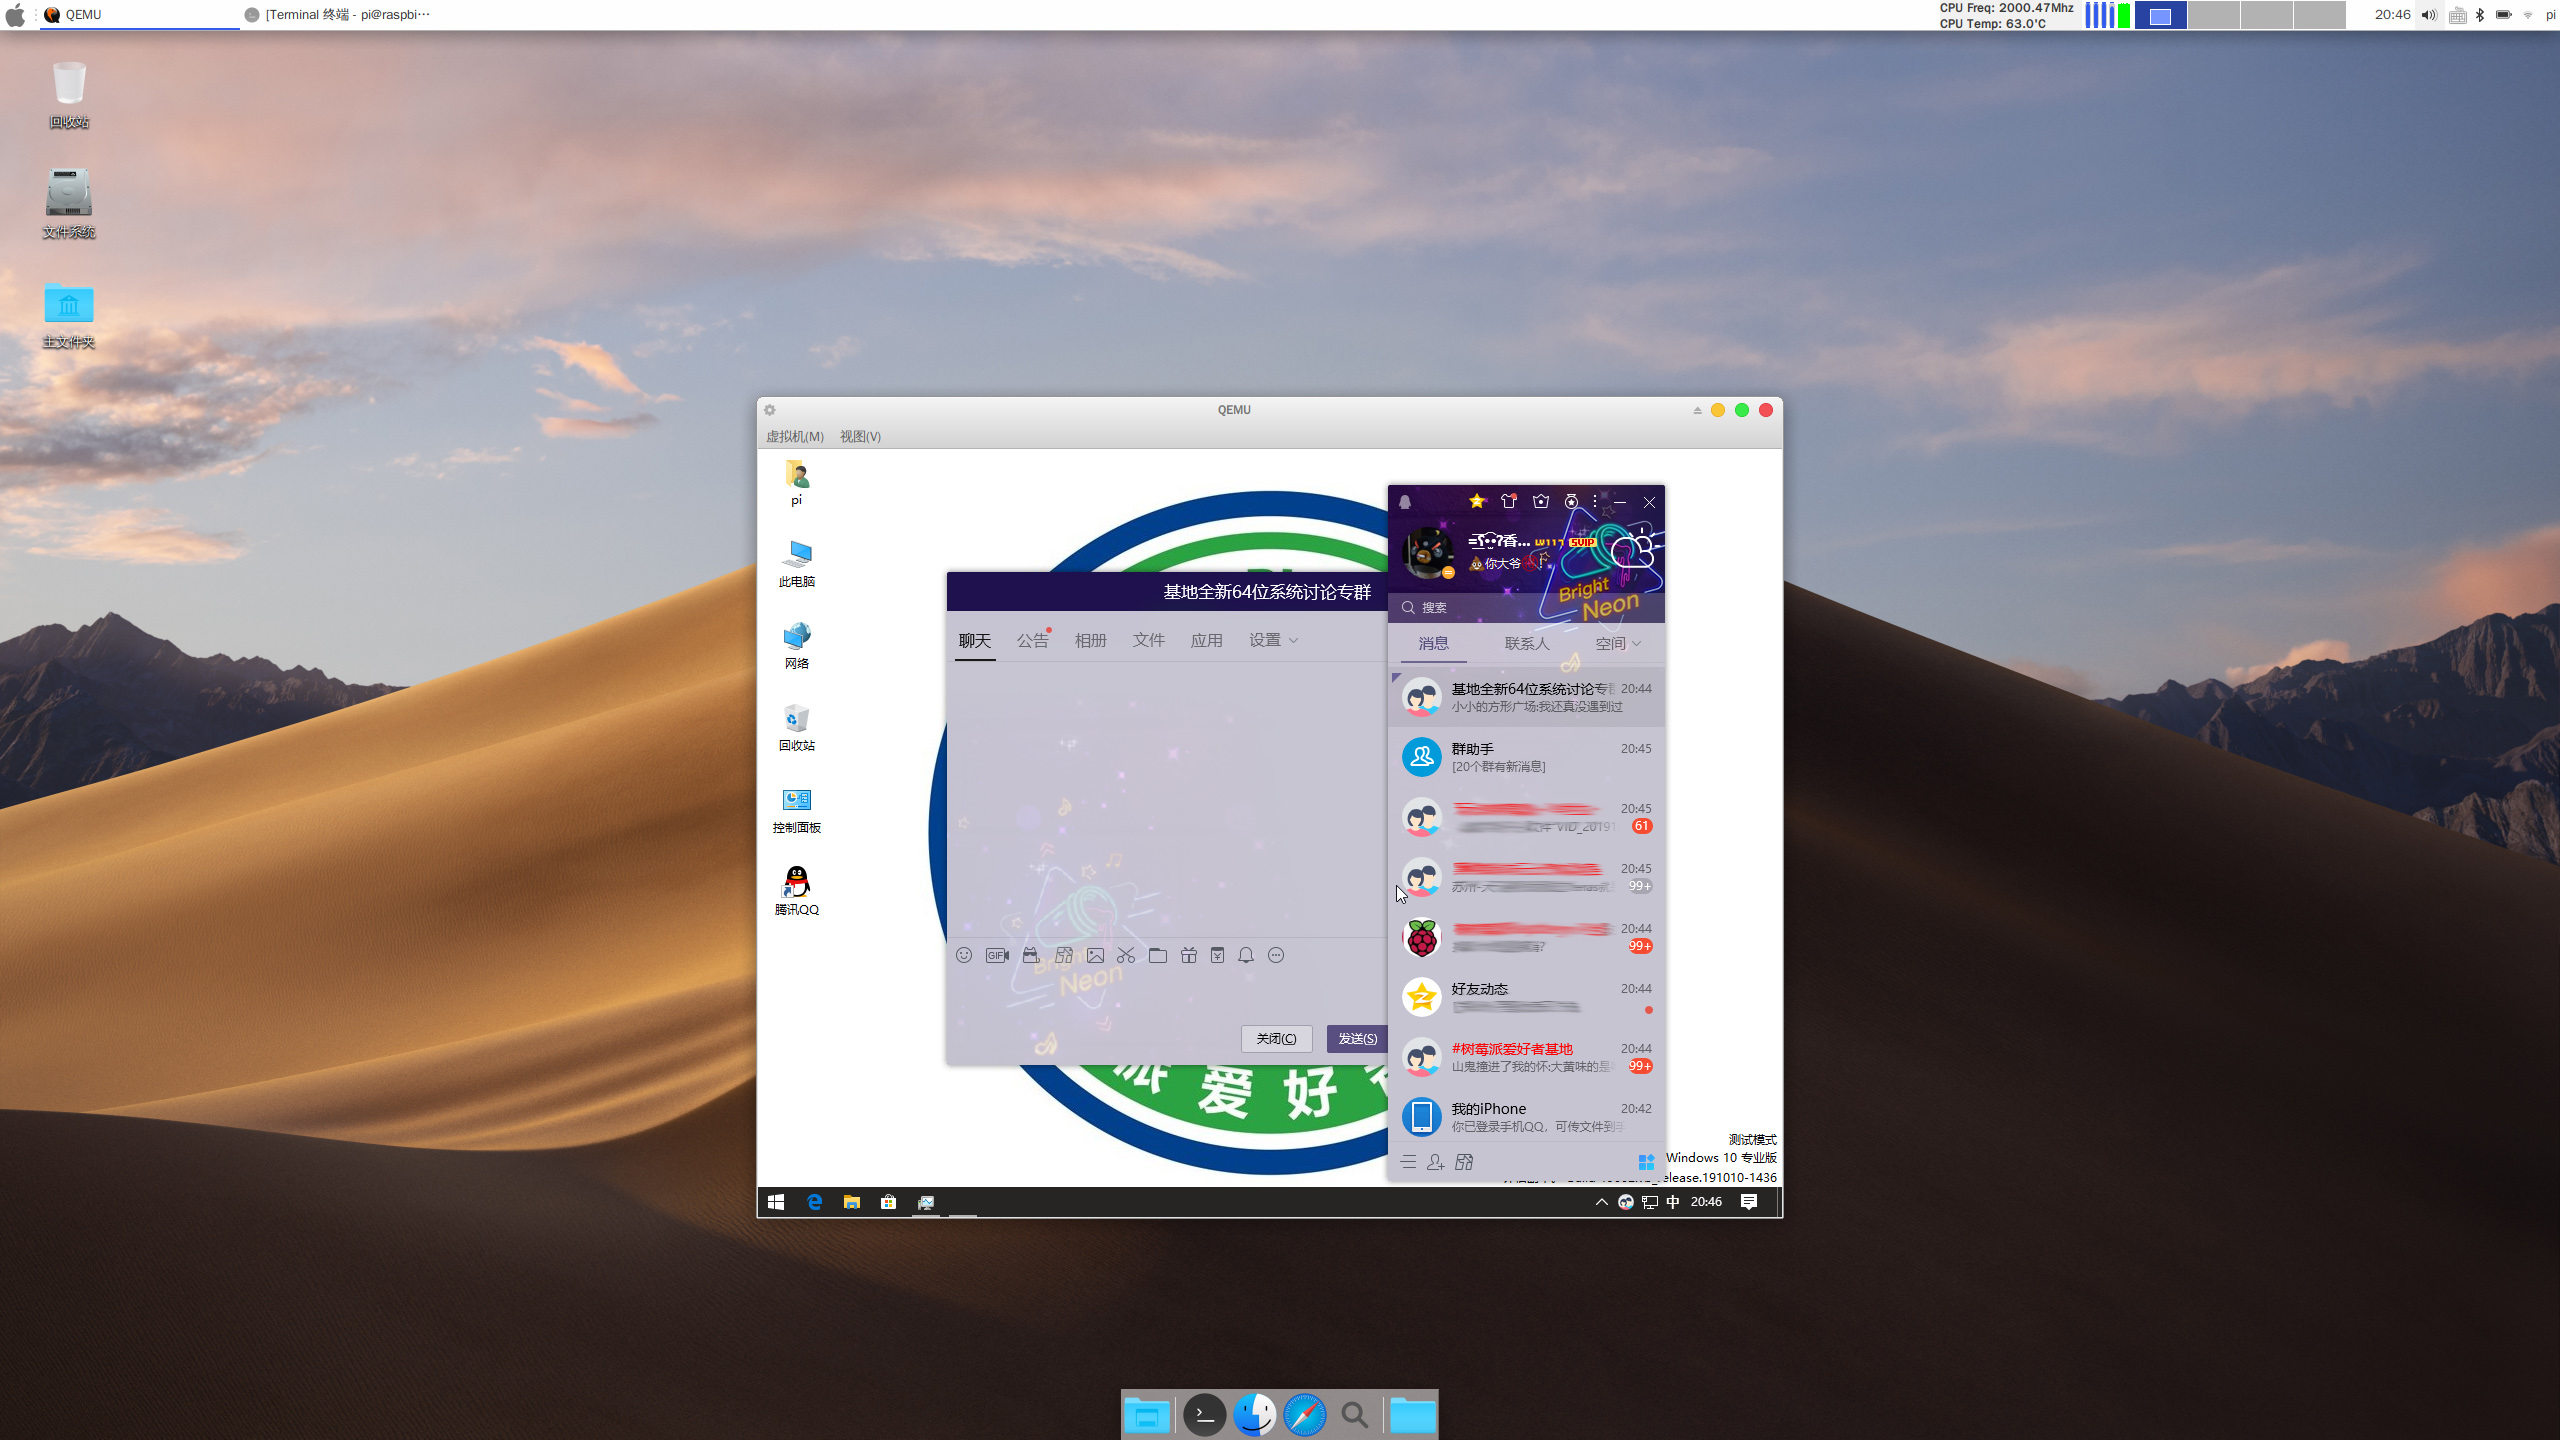 QEMU
[Terminal 终端 - pi@raspbi…
CPU Freq: 2000.47Mhz
CPU Temp: 63.0'C
20:46
pi
回收站
文件系统
主文件夹
QEMU
虚拟机(M) 视图(V)
pi
此电脑
网络
回收站
控制面板
腾讯QQ
基地全新64位系统讨论专群
聊天 公告 相册 文件 应用 设置
GIF
Bright
Neon
关闭(C) 发送(S)
派爱好
SVIP
你大爷
Bright
Neon
搜索
消息 联系人 空间
基地全新64位系统讨论专 20:44
小小的方形广场:我还真没遇到过
群助手 20:45
[20个群有新消息]
20:45
VID_20191 61
20:45
99+
20:44
99+
好友动态 20:44
#树莓派爱好者基地 20:44
山鬼撞进了我的怀:大黄味的是 99+
我的iPhone 20:42
你已登录手机QQ，可传文件到手
测试模式
Windows 10 专业版
release.191010-1436
中 20:46